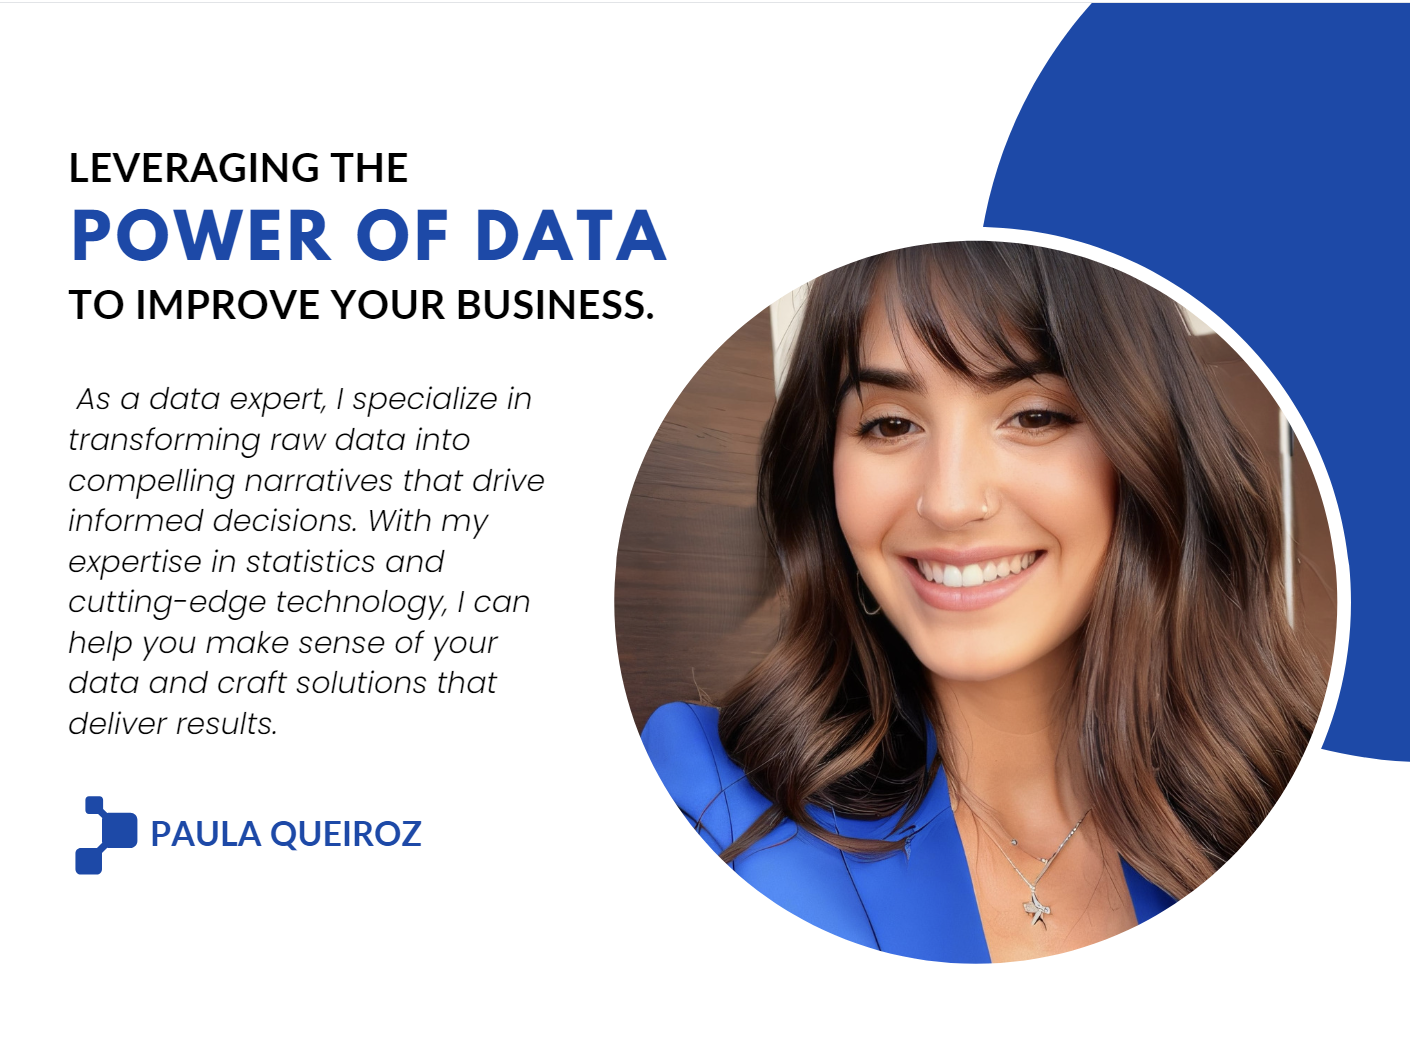 LEVERAGING THE
POWER OF DATA
TO IMPROVE YOUR BUSINESS.
As a data expert, I specialize in
transforming raw data into
compelling narratives that drive
informed decisions. With my
expertise in statistics and
cutting-edge technology, I can
help you make sense of your
data and craft solutions that
deliver results.
PAULA QUEIROZ